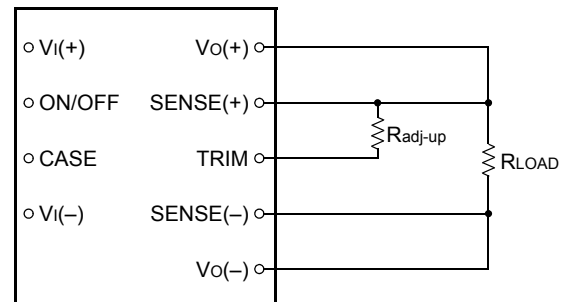 VI(+)
VO(+)
ON/OFF
SENSE(+)
Radj-up
CASE
TRIM
RLOAD
VI(–)
SENSE(–)
VO(–)